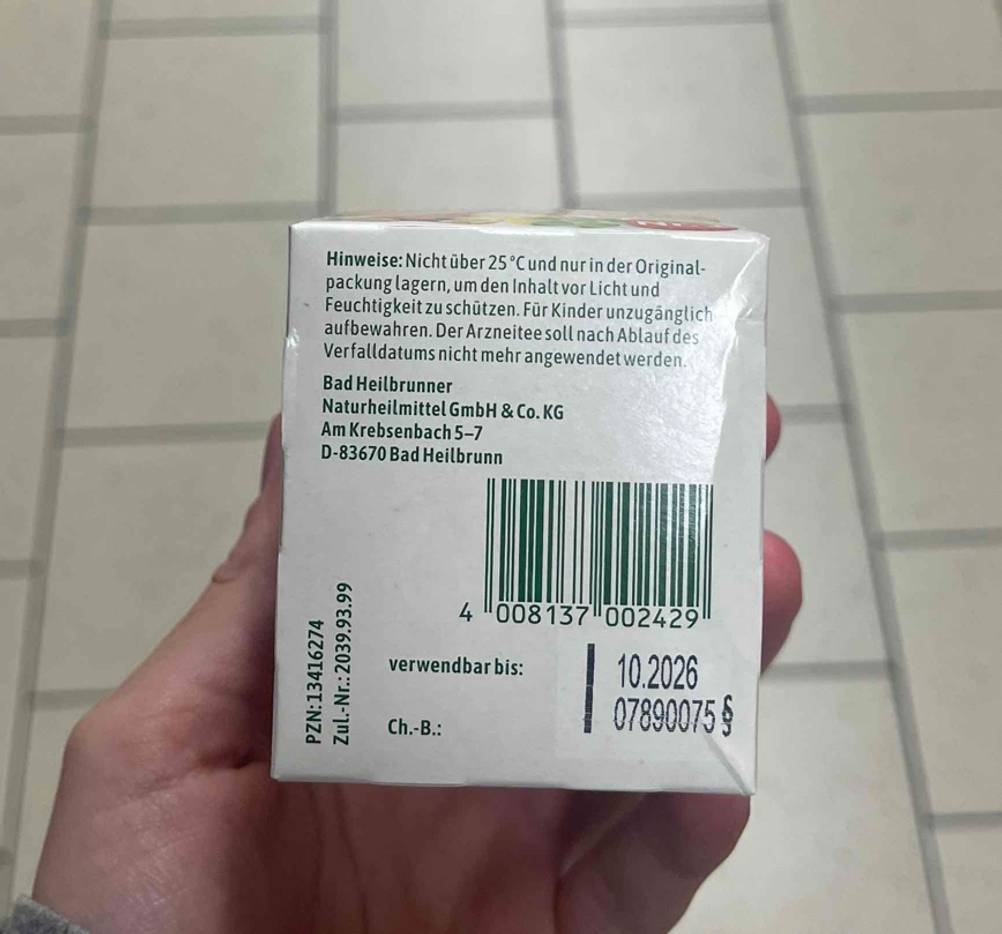 Hinweise: Nicht über 25 °C und nur in der Original-
packung lagern, um den Inhalt vor Licht und
Feuchtigkeit zu schützen. Für Kinder unzugänglich
aufbewahren. Der Arzneitee soll nach Ablauf des
Verfalldatums nicht mehr angewendet werden.
Bad Heilbrunner
Naturheilmittel GmbH & Co. KG
Am Krebsenbach 5–7
D-83670 Bad Heilbrunn
4 008137 002429
PZN: 13416274
Zul.-Nr.: 2039.93.99
verwendbar bis: 10.2026
Ch.-B.: 07890075 §